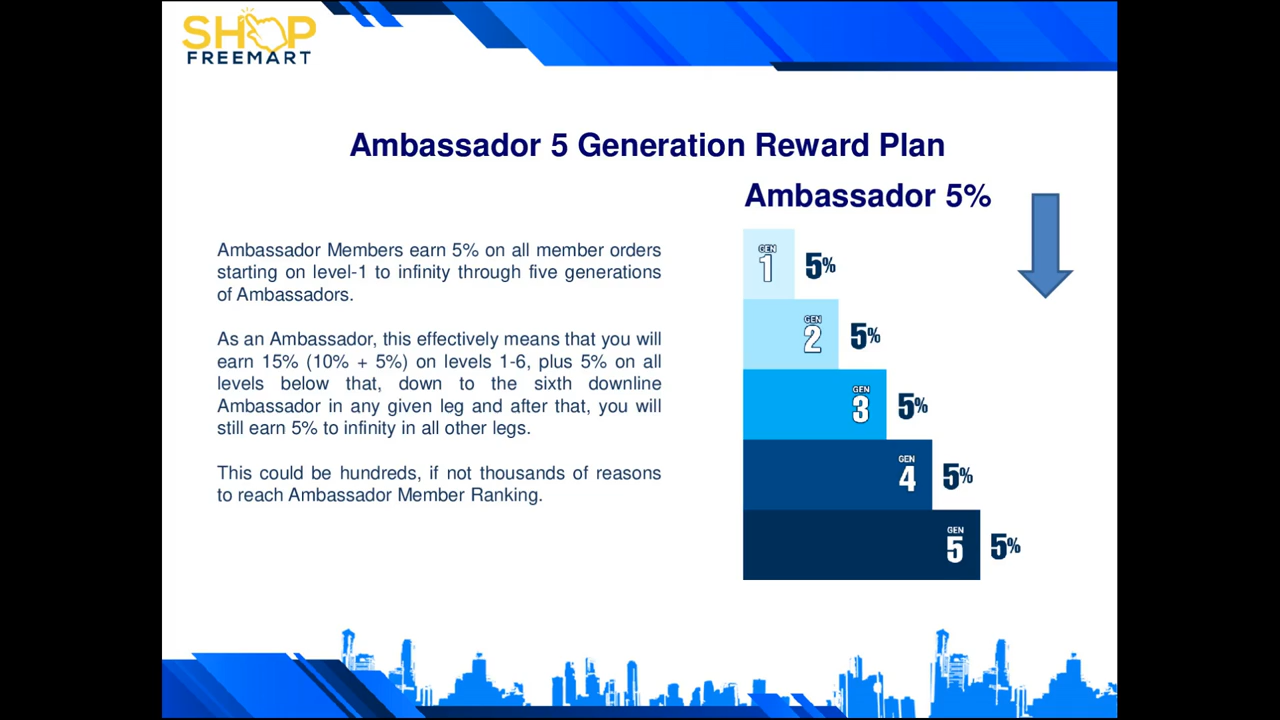 SHOP
FREEMART
Ambassador 5 Generation Reward Plan
Ambassador 5%
Ambassador Members earn 5% on all member orders
starting on level-1 to infinity through five generations
of Ambassadors.
As an Ambassador, this effectively means that you will
earn 15% (10% + 5%) on levels 1-6, plus 5% on all
levels below that, down to the sixth downline
Ambassador in any given leg and after that, you will
still earn 5% to infinity in all other legs.
This could be hundreds, if not thousands of reasons
to reach Ambassador Member Ranking.
GEN
1 5%
GEN
2 5%
GEN
3 5%
GEN
4 5%
GEN
5 5%